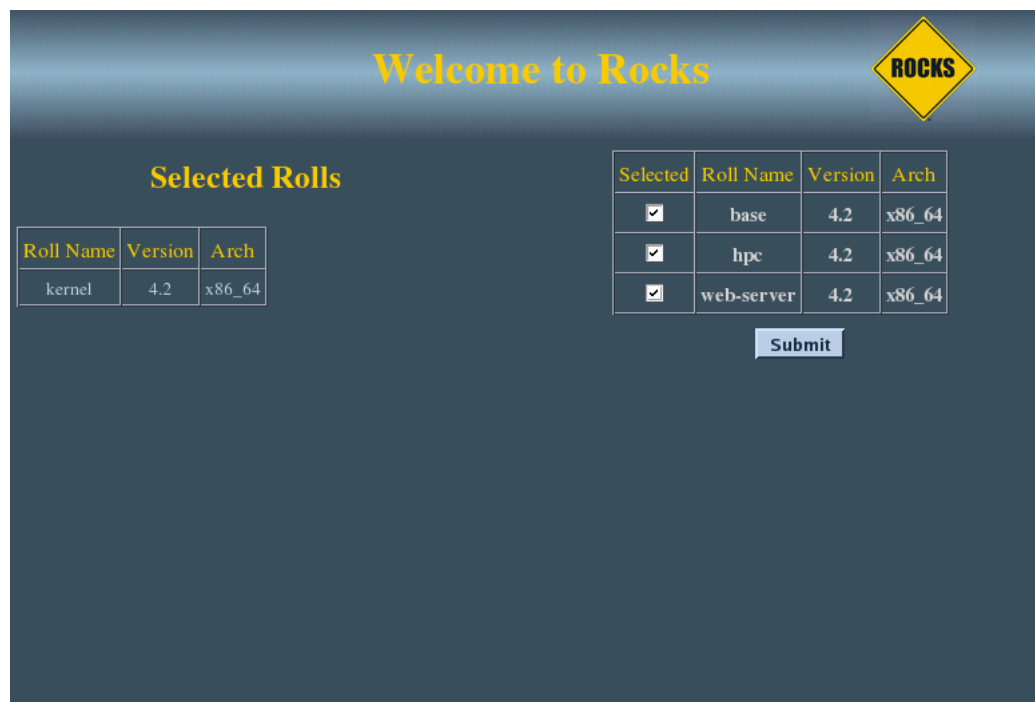 Welcome to Rocks
ROCKS
Selected Rolls
Roll Name Version Arch
kernel 4.2 x86_64
Selected Roll Name Version Arch
base 4.2 x86_64
hpc 4.2 x86_64
web-server 4.2 x86_64
Submit